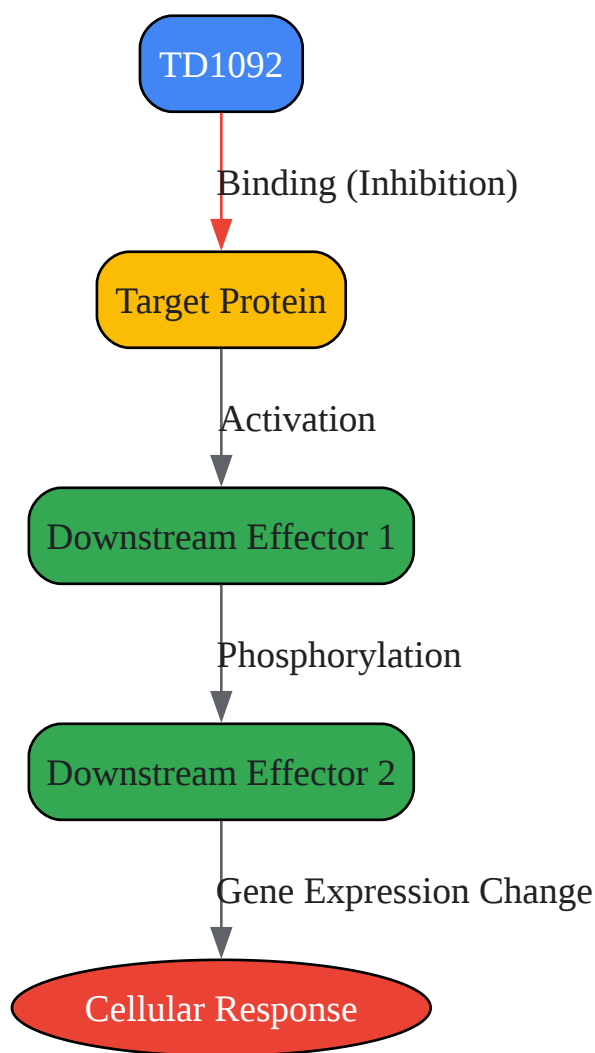 TD1092
Binding (Inhibition)
Target Protein
Activation
Downstream Effector 1
Phosphorylation
Downstream Effector 2
Gene Expression Change
Cellular Response